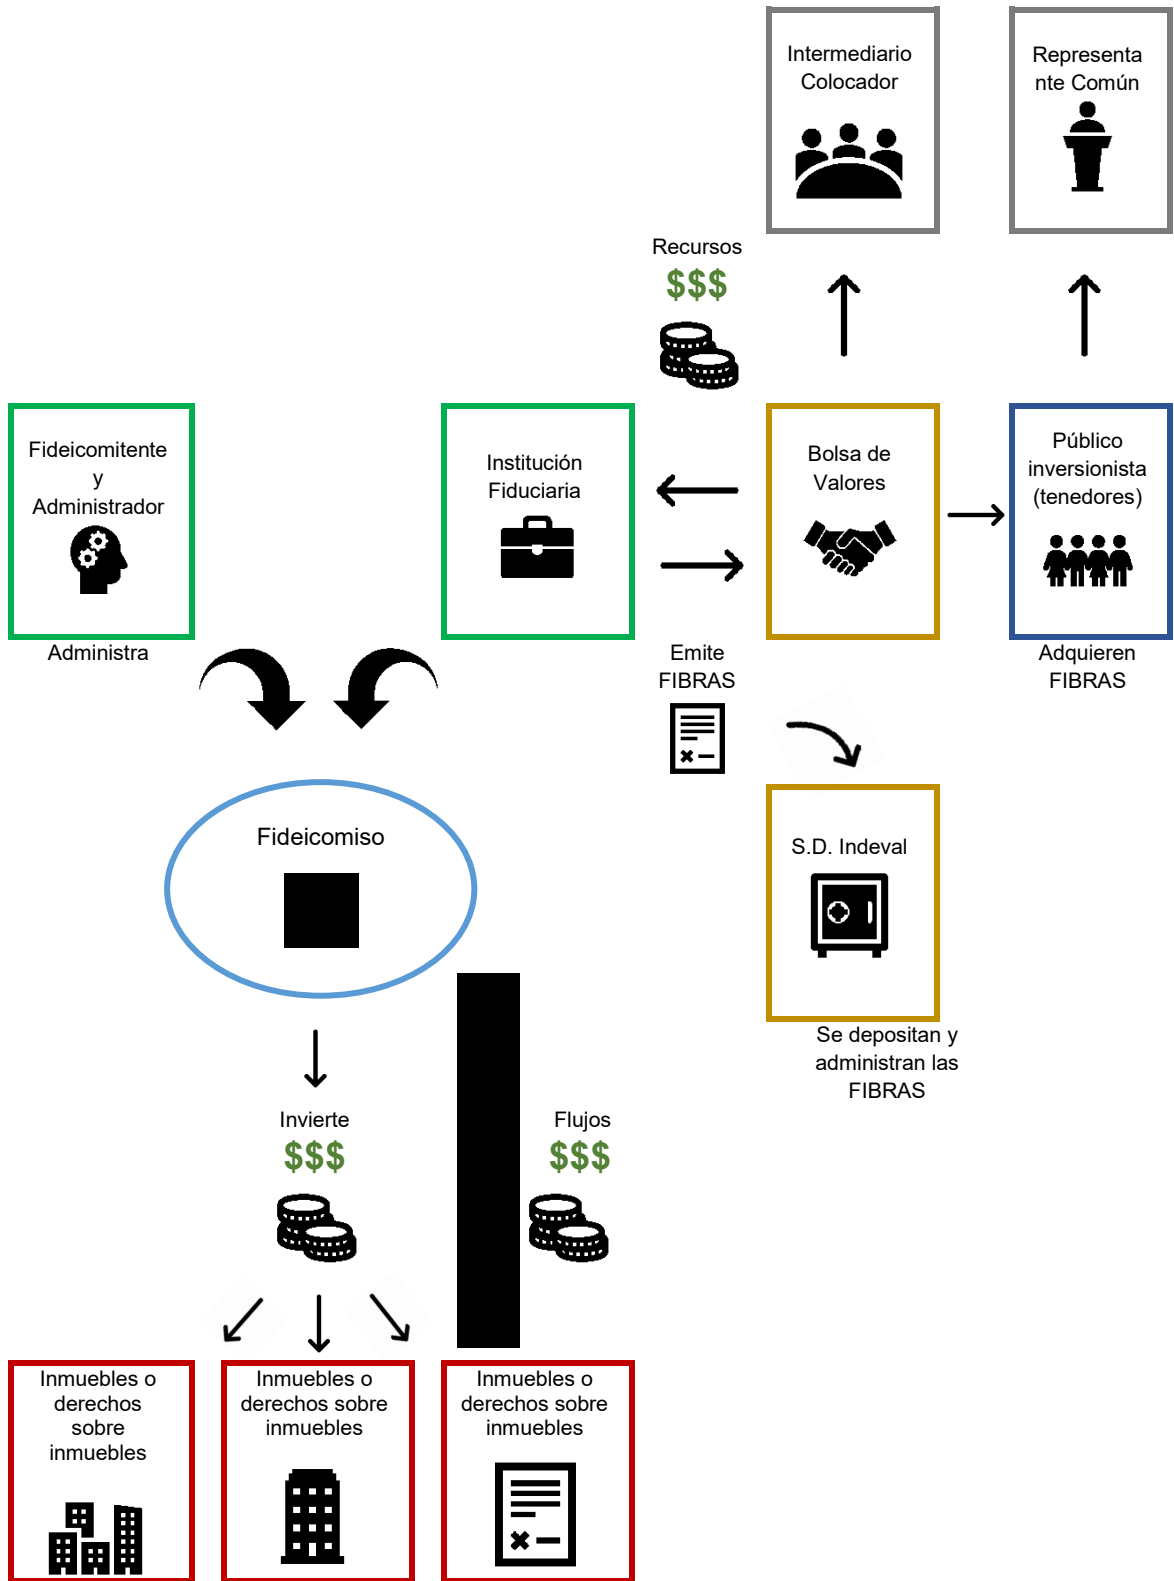 Intermediario
Colocador
Representa
nte Común
Recursos
$$$
Fideicomitente
y
Administrador
Institución
Fiduciaria
Bolsa de
Valores
Público
inversionista
(tenedores)
Administra
Emite
FIBRAS
Adquieren
FIBRAS
Fideicomiso
S.D. Indeval
Se depositan y
administran las
FIBRAS
Invierte
$$$
Flujos
$$$
Inmuebles o
derechos
sobre
inmuebles
Inmuebles o
derechos sobre
inmuebles
Inmuebles o
derechos sobre
inmuebles